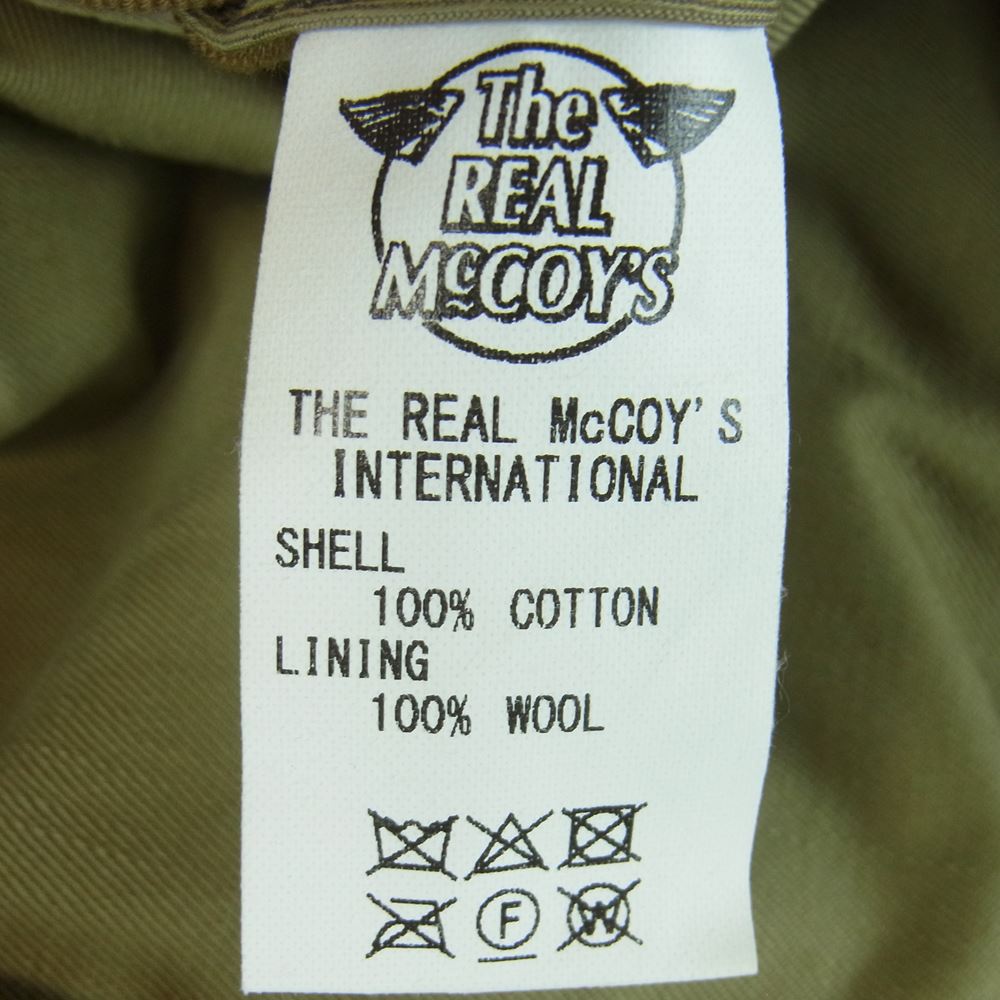 The
REAL
McCOY'S
THE REAL McCOY'S
INTERNATIONAL
SHELL
100% COTTON
LINING
100% WOOL
F W